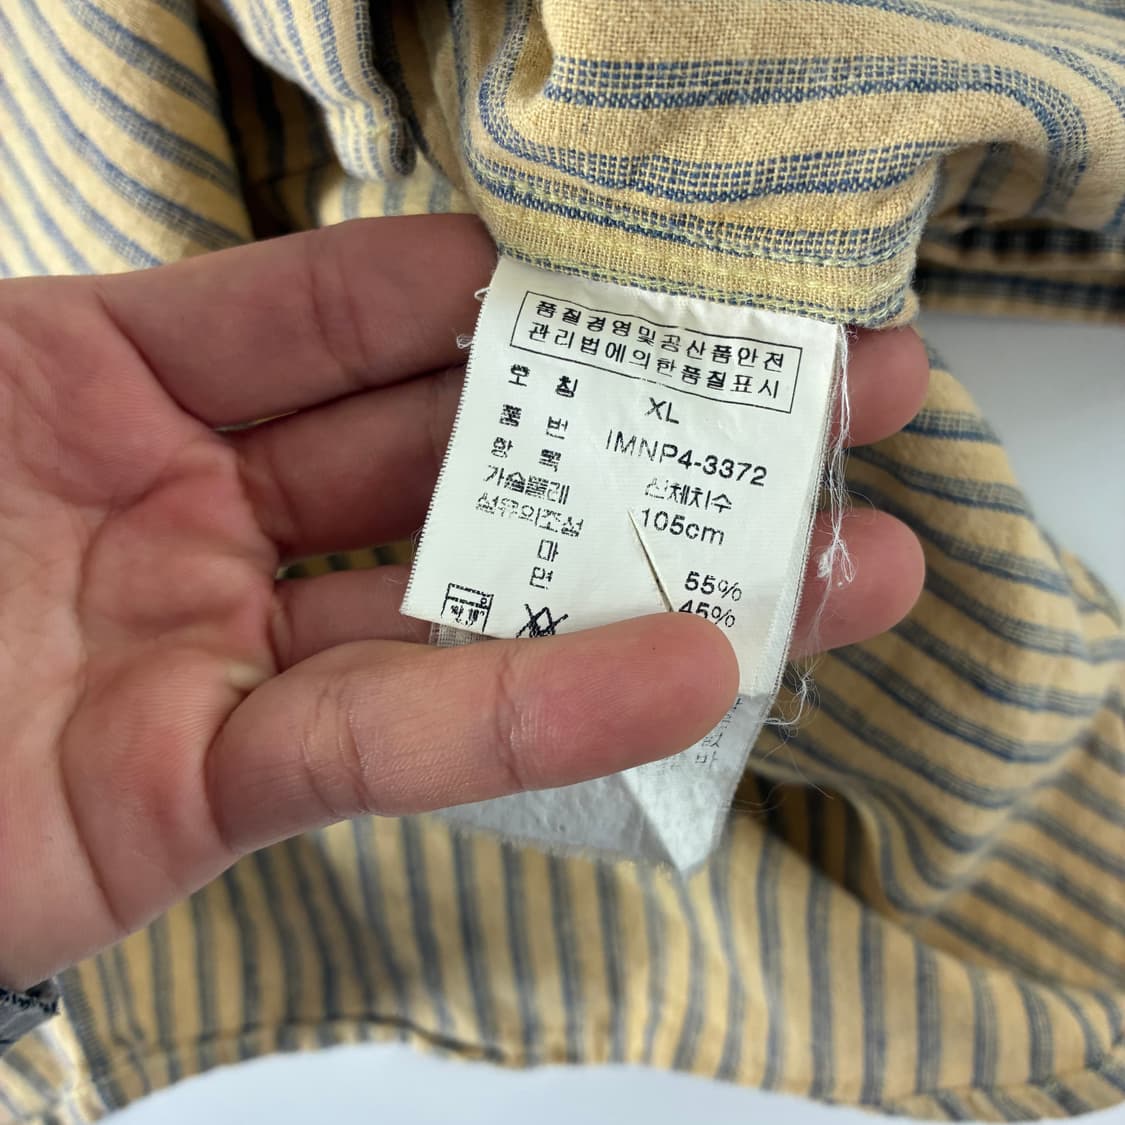 품질경영및공산품안전
관리법에의한품질표시
호 칭 XL
품 번 IMNP4-3372
항 목 신체치수
가슴둘레 105cm
섬유의조성
마 55%
면 45%